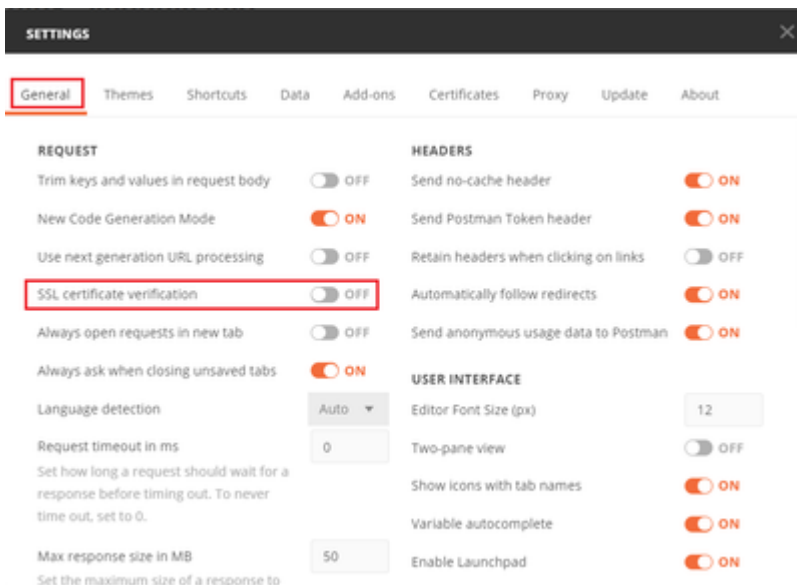 SETTINGS
General Themes Shortcuts Data Add-ons Certificates Proxy Update About
REQUEST
Trim keys and values in request body OFF
New Code Generation Mode ON
Use next generation URL processing OFF
SSL certificate verification OFF
Always open requests in new tab OFF
Always ask when closing unsaved tabs ON
Language detection Auto
Request timeout in ms 0
Set how long a request should wait for a
response before timing out. To never
time out, set to 0.
Max response size in MB 50
Set the maximum size of a response to
HEADERS
Send no-cache header ON
Send Postman Token header ON
Retain headers when clicking on links OFF
Automatically follow redirects ON
Send anonymous usage data to Postman ON
USER INTERFACE
Editor Font Size (px) 12
Two-pane view OFF
Show icons with tab names ON
Variable autocomplete ON
Enable Launchpad ON